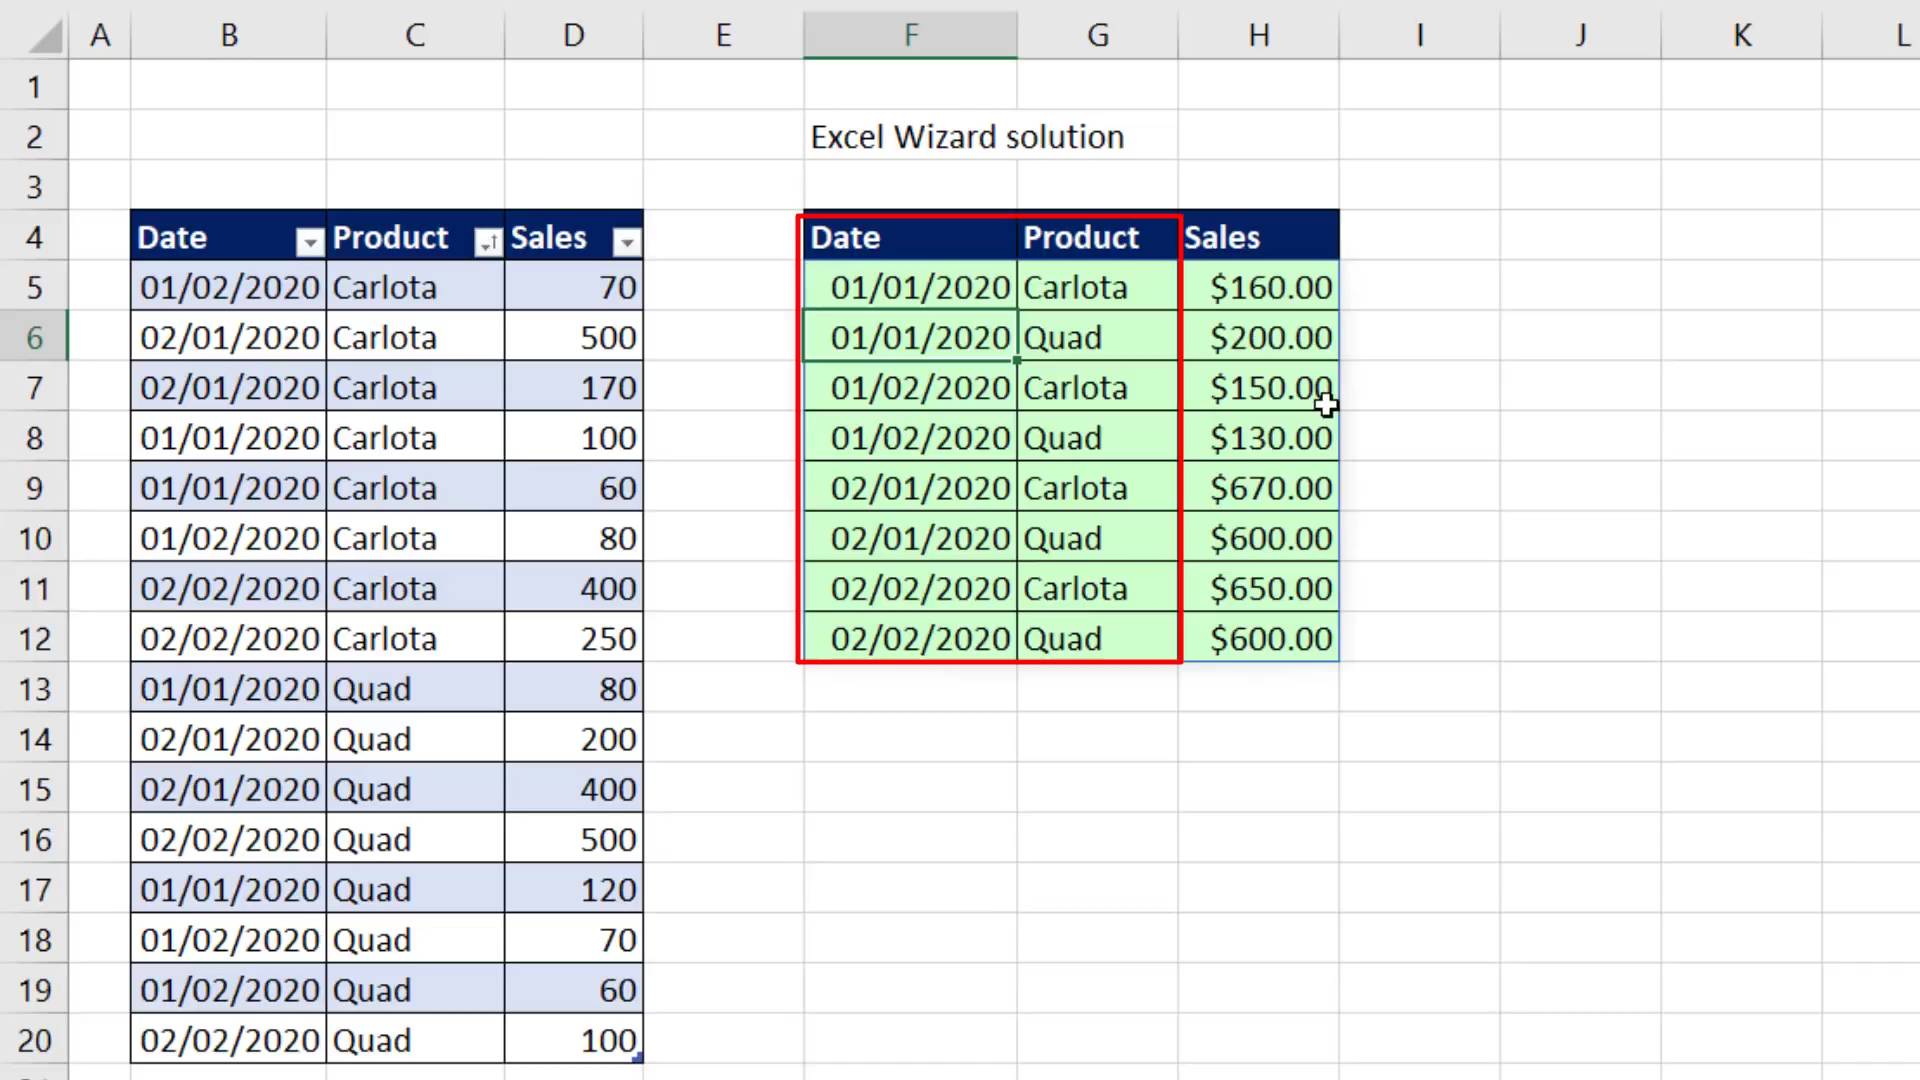 A B C D E F G H I J K L
1
2 Excel Wizard solution
3
4 Date Product Sales Date Product Sales
5 01/02/2020 Carlota 70 01/01/2020 Carlota $160.00
6 02/01/2020 Carlota 500 01/01/2020 Quad $200.00
7 02/01/2020 Carlota 170 01/02/2020 Carlota $150.00
8 01/01/2020 Carlota 100 01/02/2020 Quad $130.00
9 01/01/2020 Carlota 60 02/01/2020 Carlota $670.00
10 01/02/2020 Carlota 80 02/01/2020 Quad $600.00
11 02/02/2020 Carlota 400 02/02/2020 Carlota $650.00
12 02/02/2020 Carlota 250 02/02/2020 Quad $600.00
13 01/01/2020 Quad 80
14 02/01/2020 Quad 200
15 02/01/2020 Quad 400
16 02/02/2020 Quad 500
17 01/01/2020 Quad 120
18 01/02/2020 Quad 70
19 01/02/2020 Quad 60
20 02/02/2020 Quad 100